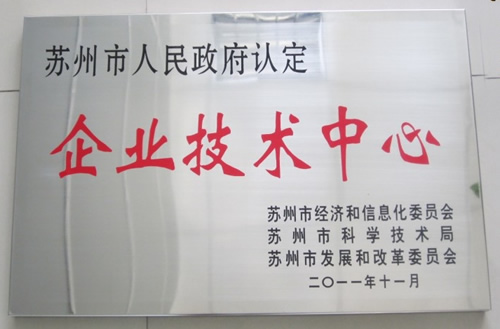 苏州市人民政府认定
企业技术中心
苏州市经济和信息化委员会
苏州市科学技术局
苏州市发展和改革委员会
二〇一一年十一月